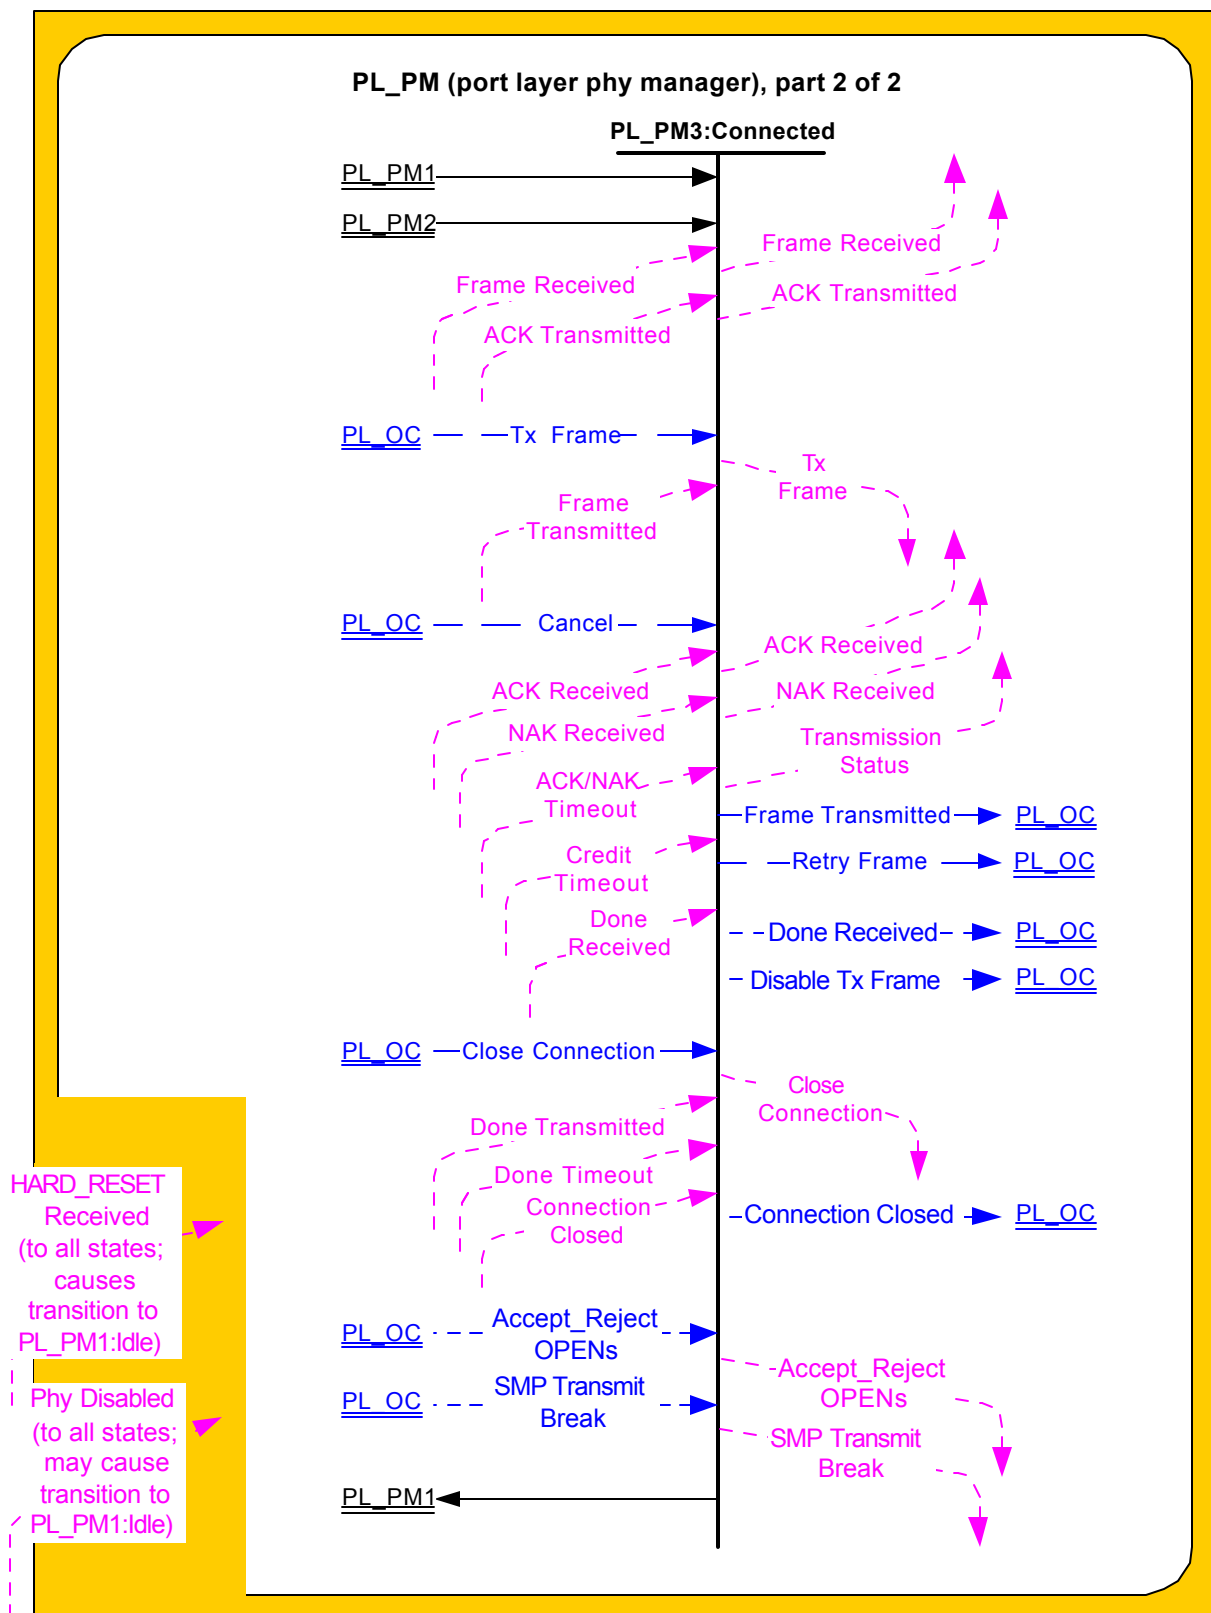 PL_PM (port layer phy manager), part 2 of 2
PL_PM3:Connected
PL_PM1
PL_PM2
Frame Received
Frame Received
ACK Transmitted
ACK Transmitted
PL_OC
Tx Frame
Tx
Frame
Frame
Transmitted
PL_OC
Cancel
ACK Received
ACK Received
NAK Received
NAK Received
Transmission
Status
ACK/NAK
Timeout
Frame Transmitted
PL_OC
Credit
Timeout
Retry Frame
PL_OC
Done
Received
Done Received
PL_OC
Disable Tx Frame
PL_OC
PL_OC
Close Connection
Close
Connection
Done Transmitted
Done Timeout
Connection
Closed
Connection Closed
PL_OC
HARD_RESET
Received
(to all states;
causes
transition to
PL_PM1:Idle)
PL_OC
Accept_Reject
OPENs
Accept_Reject
OPENs
Phy Disabled
(to all states;
may cause
transition to
PL_PM1:Idle)
PL_OC
SMP Transmit
Break
SMP Transmit
Break
PL_PM1